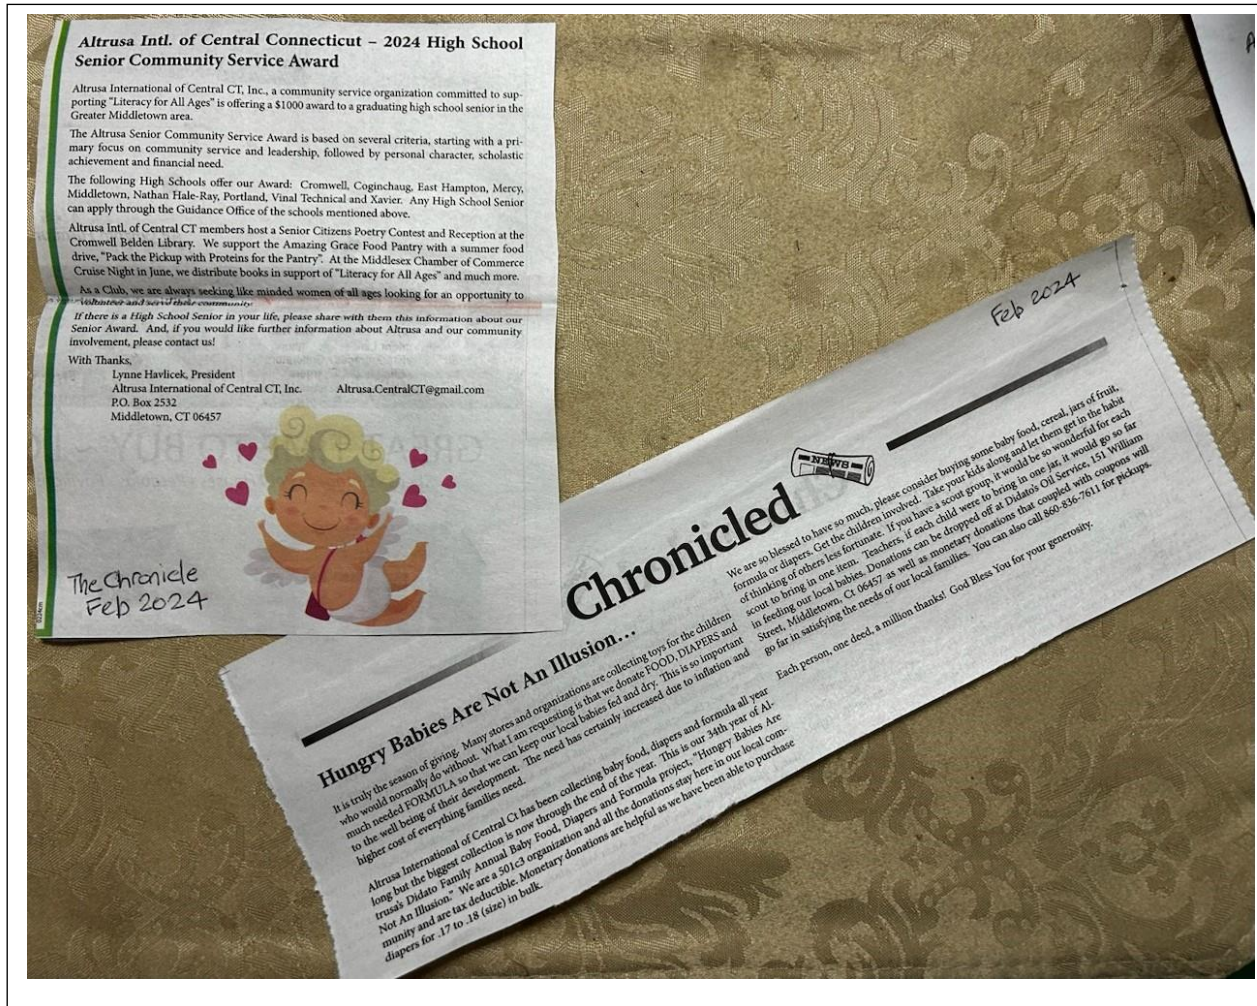 Altrusa Intl. of Central Connecticut – 2024 High School
Senior Community Service Award
Altrusa International of Central CT, Inc., a community service organization committed to sup-
porting "Literacy for All Ages" is offering a $1000 award to a graduating high school senior in the
Greater Middletown area.
The Altrusa Senior Community Service Award is based on several criteria, starting with a pri-
mary focus on community service and leadership, followed by personal character, scholastic
achievement and financial need.
The following High Schools offer our Award: Cromwell, Coginchaug, East Hampton, Mercy,
Middletown, Nathan Hale-Ray, Portland, Vinal Technical and Xavier. Any High School Senior
can apply through the Guidance Office of the schools mentioned above.
Altrusa Intl. of Central CT members host a Senior Citizens Poetry Contest and Reception at the
Cromwell Belden Library. We support the Amazing Grace Food Pantry with a summer food
drive, "Pack the Pickup with Proteins for the Pantry". At the Middlesex Chamber of Commerce
Cruise Night in June, we distribute books in support of "Literacy for All Ages" and much more.
As a Club, we are always seeking like minded women of all ages looking for an opportunity to
volunteer and serve their community.
If there is a High School Senior in your life, please share with them this information about our
Senior Award. And, if you would like further information about Altrusa and our community
involvement, please contact us!
With Thanks,
Lynne Havlicek, President
Altrusa International of Central CT, Inc. Altrusa.CentralCT@gmail.com
P.O. Box 2532
Middletown, CT 06457
The Chronicle
Feb 2024
Feb 2024
NEWS
Chronicled
Hungry Babies Are Not An Illusion…
It is truly the season of giving. Many stores and organizations are collecting toys for the children
who would normally do without. What I am requesting is that we donate FOOD, DIAPERS and
much needed FORMULA so that we can keep our local babies fed and dry. This is so important
to the well being of their development. The need has certainly increased due to inflation and
higher cost of everything families need.
Altrusa International of Central Ct has been collecting baby food, diapers and formula all year
long but the biggest collection is now through the end of the year. This is our 34th year of Al-
trusa's Didato Family Annual Baby Food, Diapers and Formula project, "Hungry Babies Are
Not An Illusion." We are a 501c3 organization and all the donations stay here in our local com-
munity and are tax deductible. Monetary donations are helpful as we have been able to purchase
diapers for .17 to .18 (size) in bulk.
We are so blessed to have so much, please consider buying some baby food, cereal, jars of fruit,
formula or diapers. Get the children involved. Take your kids along and let them get in the habit
of thinking of others less fortunate. If you have a scout group, it would be so wonderful for each
scout to bring in one item. Teachers, if each child were to bring in one jar, it would go so far
in feeding our local babies. Donations can be dropped off at Didato's Oil Service, 151 William
Street, Middletown, Ct 06457 as well as monetary donations that coupled with coupons will
go far in satisfying the needs of our local families. You can also call 860-836-7611 for pickups.
Each person, one deed, a million thanks! God Bless You for your generosity.